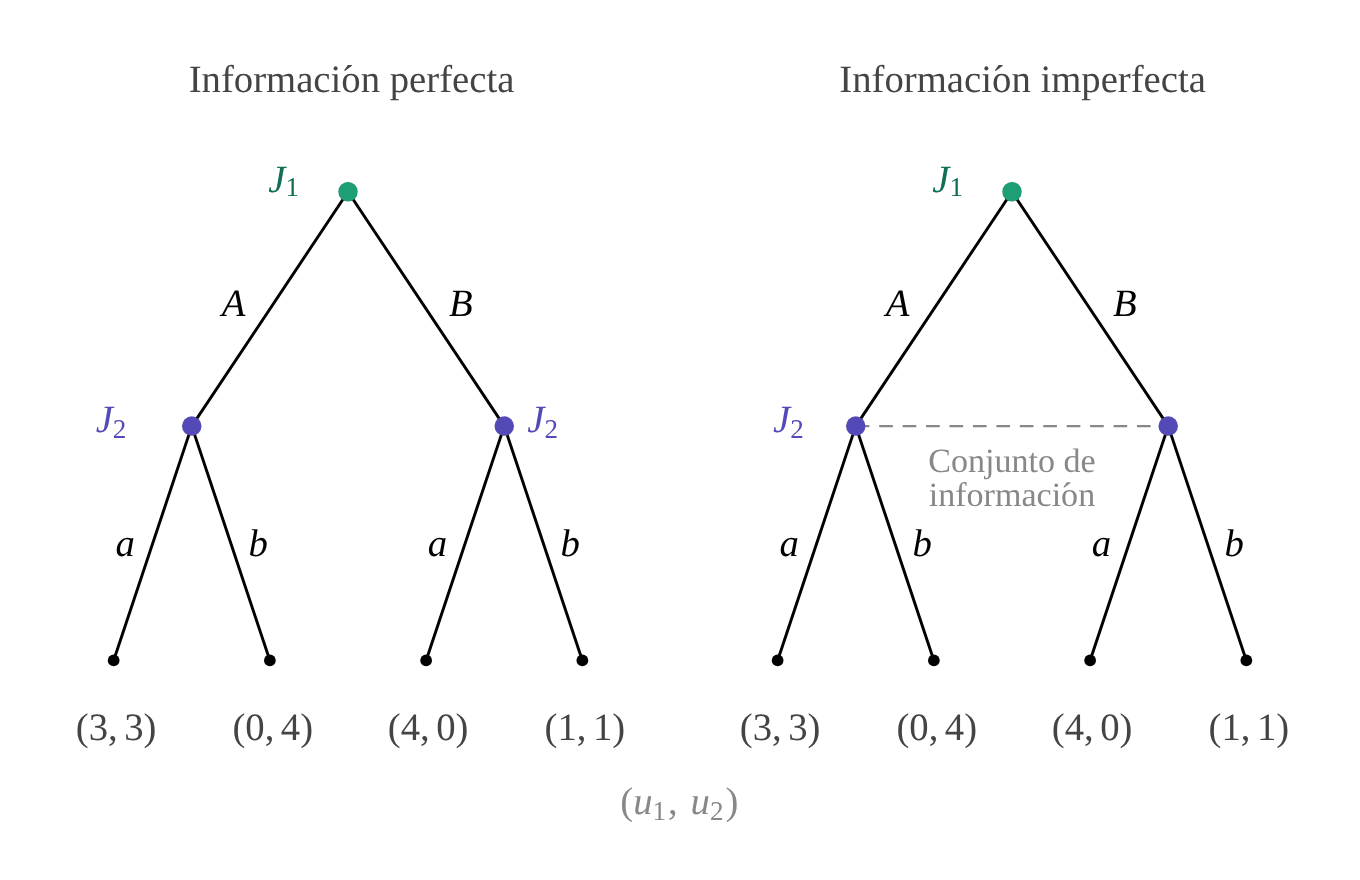 Información perfecta
Información imperfecta
J1
J1
A
B
A
B
J2
J2
J2
Conjunto de
información
a
b
a
b
a
b
a
b
(3, 3)
(0, 4)
(4, 0)
(1, 1)
(3, 3)
(0, 4)
(4, 0)
(1, 1)
(u1, u2)